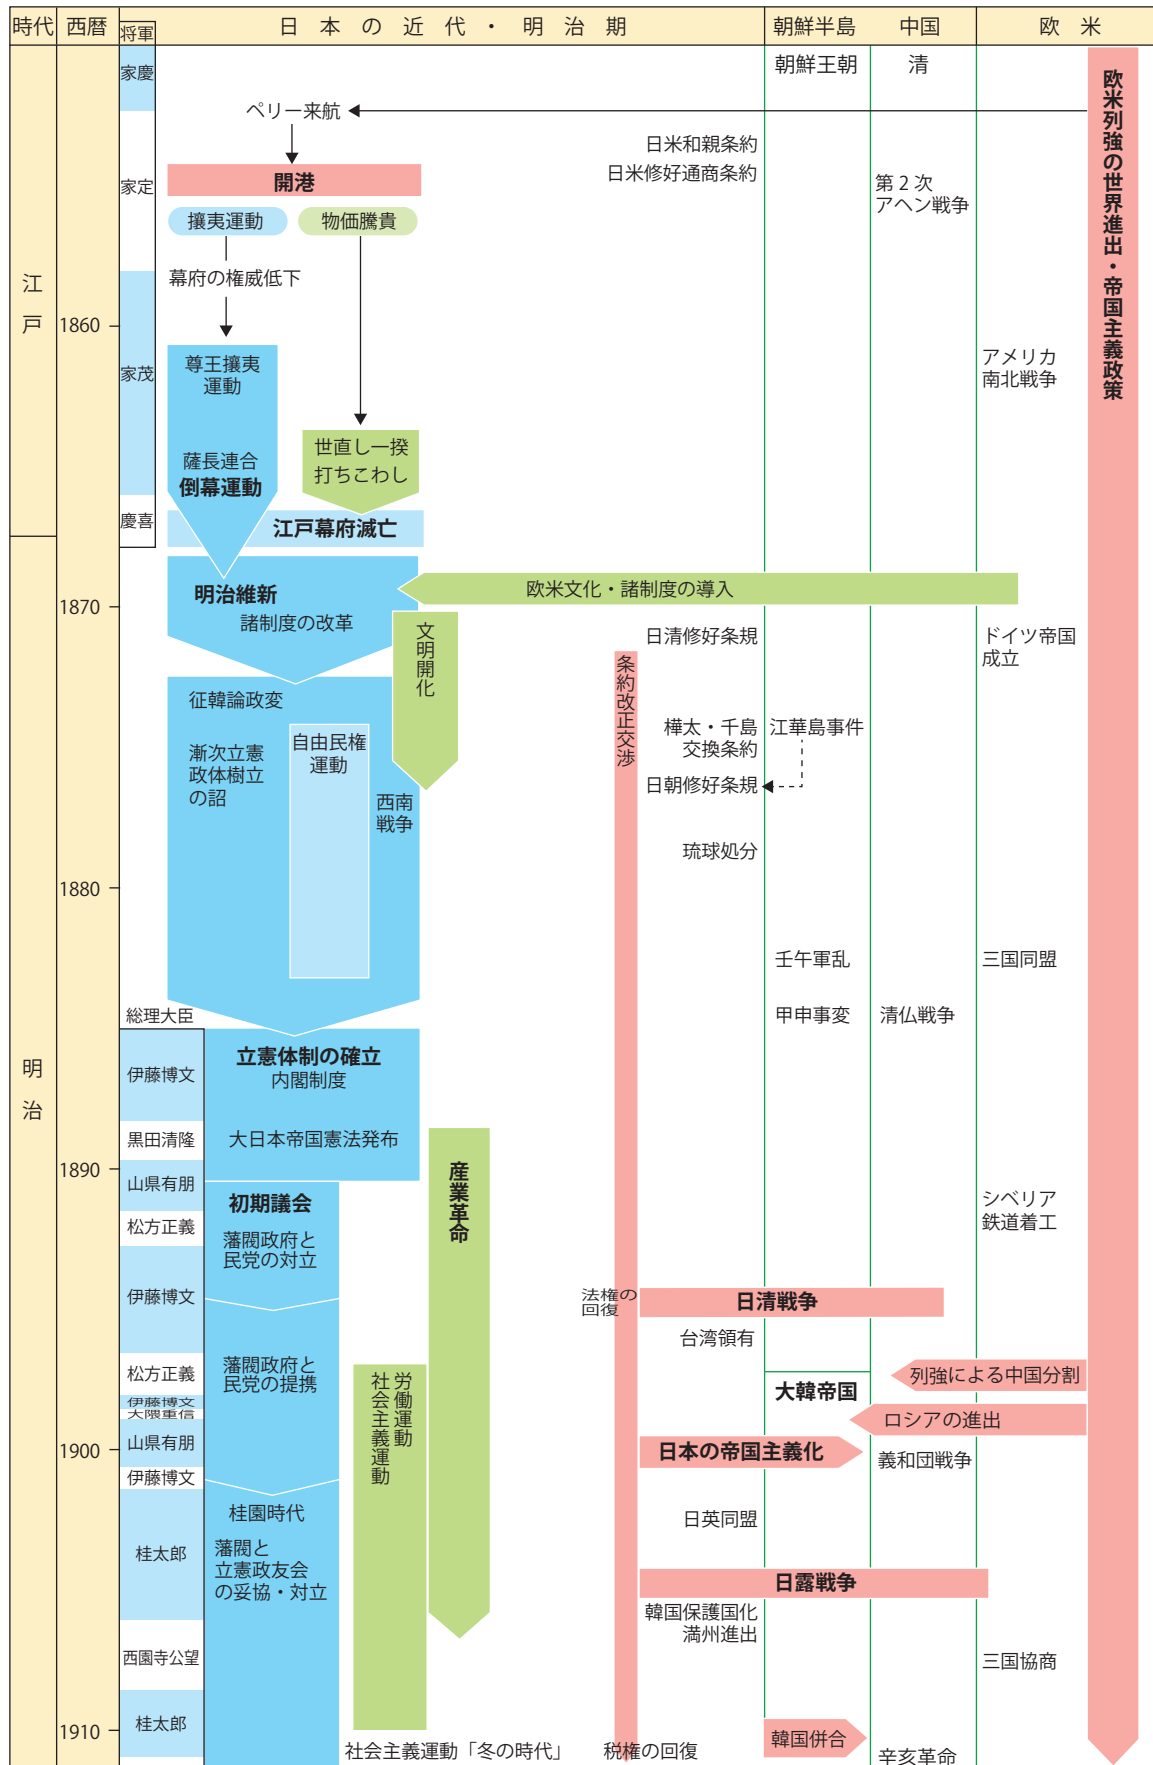 時代
西暦
将軍
日本の近代・明治期
朝鮮半島
中国
欧米
家慶
朝鮮王朝
清
欧米列強の世界進出・帝国主義政策
ペリー来航
日米和親条約
開港
日米修好通商条約
家定
第2次
アヘン戦争
攘夷運動
物価騰貴
幕府の権威低下
江戸
1860
尊王攘夷
運動
アメリカ
南北戦争
家茂
世直し一揆
打ちこわし
薩長連合
倒幕運動
慶喜
江戸幕府滅亡
明治維新
諸制度の改革
欧米文化・諸制度の導入
1870
文明開化
日清修好条規
ドイツ帝国
成立
条約改正交渉
征韓論政変
漸次立憲
政体樹立
の詔
自由民権
運動
西南
戦争
樺太・千島
交換条約
江華島事件
日朝修好条規
琉球処分
1880
壬午軍乱
三国同盟
総理大臣
甲申事変
清仏戦争
明治
伊藤博文
立憲体制の確立
内閣制度
黒田清隆
大日本帝国憲法発布
1890
産業革命
山県有朋
初期議会
シベリア
鉄道着工
松方正義
藩閥政府と
民党の対立
伊藤博文
法権の
回復
日清戦争
台湾領有
松方正義
藩閥政府と
民党の提携
労働運動
社会主義運動
大韓帝国
列強による中国分割
伊藤博文
大隈重信
ロシアの進出
山県有朋
1900
日本の帝国主義化
義和団戦争
伊藤博文
桂園時代
日英同盟
桂太郎
藩閥と
立憲政友会
の妥協・対立
日露戦争
韓国保護国化
満州進出
西園寺公望
三国協商
桂太郎
1910
韓国併合
社会主義運動「冬の時代」
税権の回復
辛亥革命